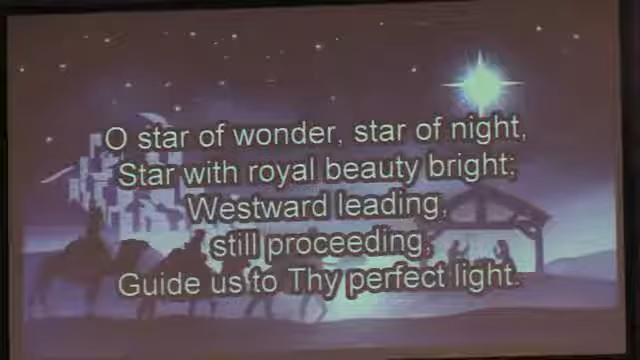 O star of wonder, star of night,
Star with royal beauty bright;
Westward leading,
still proceeding,
Guide us to Thy perfect light.